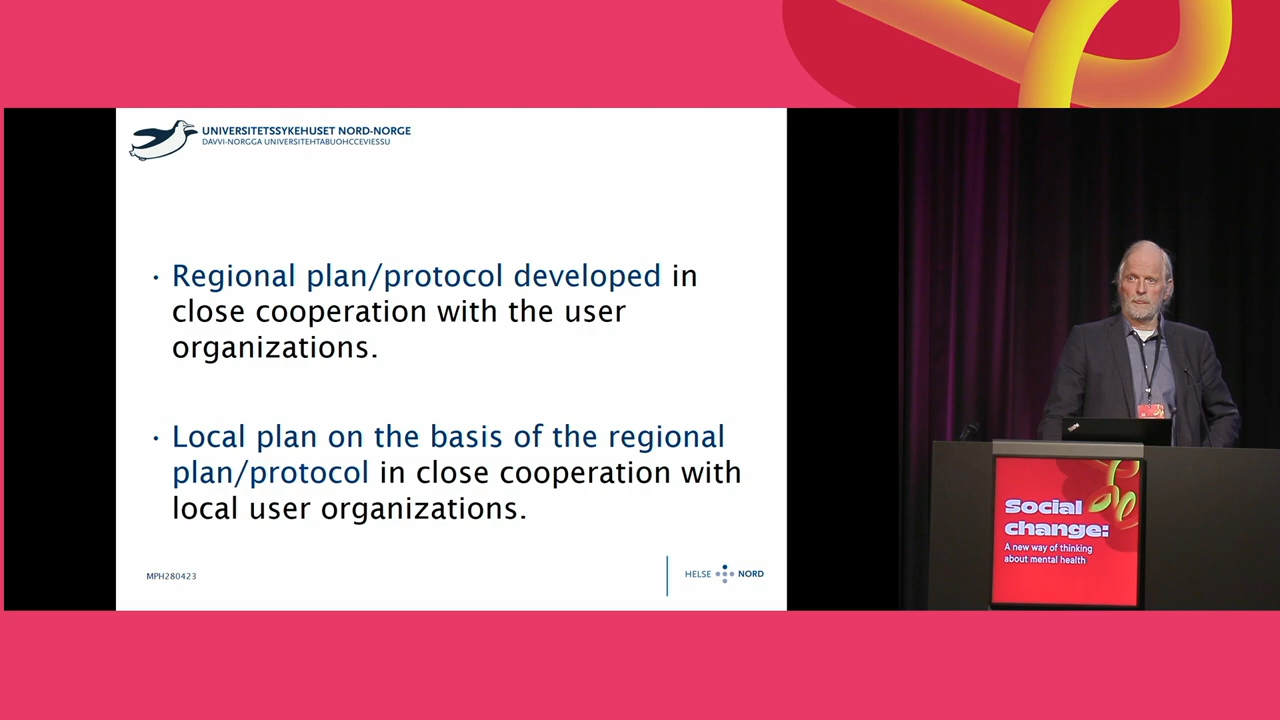 UNIVERSITETSSYKEHUSET NORD-NORGE
DAVVI-NORGGA UNIVERSITEHTABUOHCCEVIESSU
• Regional plan/protocol developed in
close cooperation with the user
organizations.
• Local plan on the basis of the regional
plan/protocol in close cooperation with
local user organizations.
MPH280423
HELSE NORD
Social
change:
A new way of thinking
about mental health